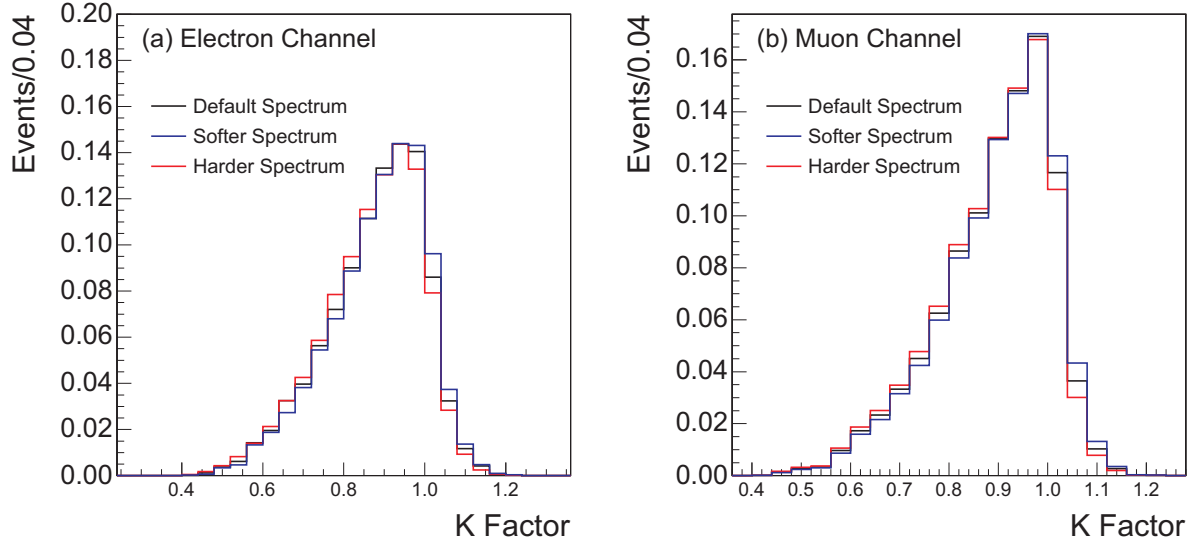 (a) Electron Channel
Events/0.04
0.20
0.18
0.16
0.14
0.12
0.10
0.08
0.06
0.04
0.02
0.00
Default Spectrum
Softer Spectrum
Harder Spectrum
0.4 0.6 0.8 1.0 1.2
K Factor
(b) Muon Channel
Events/0.04
0.16
0.14
0.12
0.10
0.08
0.06
0.04
0.02
0.00
Default Spectrum
Softer Spectrum
Harder Spectrum
0.4 0.5 0.6 0.7 0.8 0.9 1.0 1.1 1.2
K Factor